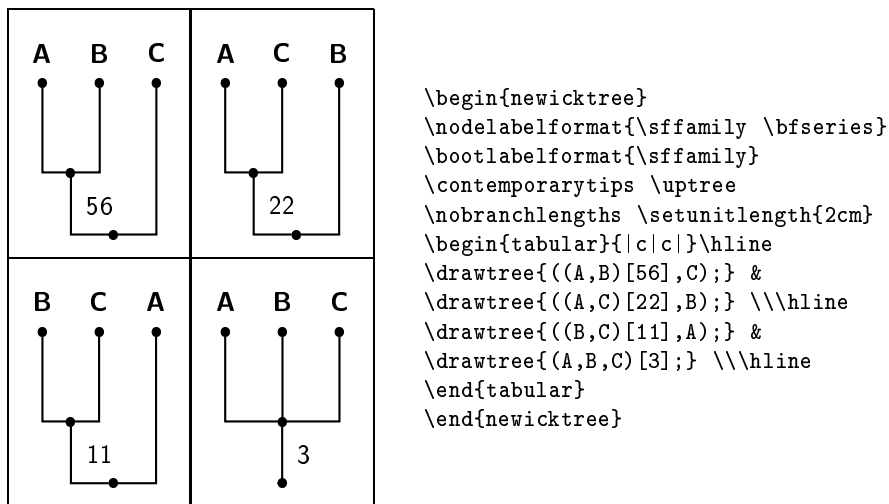 A B C
56
A C B
22
B C A
11
A B C
3
\begin{newicktree}
\nodelabelformat{\sffamily \bfseries}
\bootlabelformat{\sffamily}
\contemporarytips \uptree
\nobranchlengths \setunitlength{2cm}
\begin{tabular}{|c|c|}\hline
\drawtree{((A,B)[56],C);} &
\drawtree{((A,C)[22],B);} \\\hline
\drawtree{((B,C)[11],A);} &
\drawtree{(A,B,C)[3];} \\\hline
\end{tabular}
\end{newicktree}